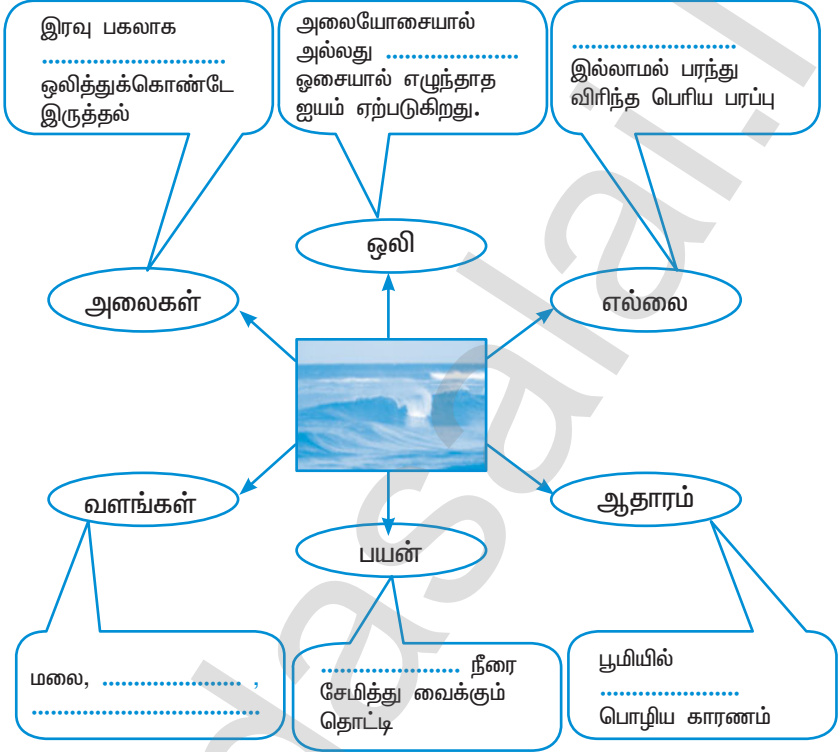 இரவு பகலாக
..............................
ஒலித்துக்கொண்டே
இருத்தல்
அலையோசையால்
அல்லது ......................
ஓசையால் எழுந்தாத
ஐயம் ஏற்படுகிறது.
...........................
இல்லாமல் பரந்து
விரிந்த பெரிய பரப்பு
ஒலி
அலைகள்
எல்லை
வளங்கள்
ஆதாரம்
பயன்
மலை, ....................... ,
......................................
....................... நீரை
சேமித்து வைக்கும்
தொட்டி
பூமியில்
.......................
பொழிய காரணம்